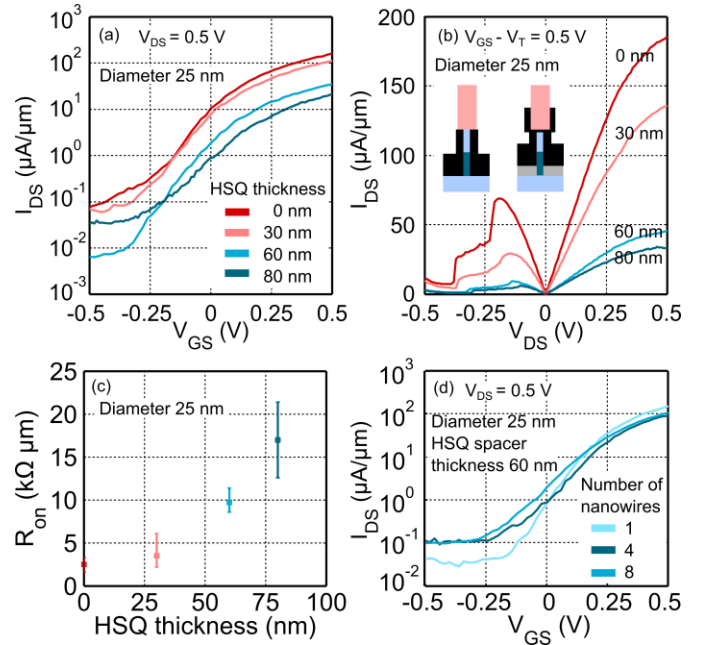 (a)
V_DS = 0.5 V
Diameter 25 nm
HSQ thickness
0 nm
30 nm
60 nm
80 nm
10³
10²
10¹
10⁰
10⁻¹
10⁻²
10⁻³
I_DS (µA/µm)
-0.5 -0.25 0 0.25 0.5
V_GS (V)
(b) V_GS - V_T = 0.5 V
Diameter 25 nm
0 nm
30 nm
60 nm
80 nm
200
150
100
50
0
I_DS (µA/µm)
-0.5 -0.25 0 0.25 0.5
V_DS (V)
(c)
Diameter 25 nm
25
20
15
10
5
0
R_on (kΩ µm)
0 25 50 75 100
HSQ thickness (nm)
(d) V_DS = 0.5 V
Diameter 25 nm
HSQ spacer
thickness 60 nm
Number of
nanowires
1
4
8
10³
10²
10¹
10⁰
10⁻¹
10⁻²
I_DS (µA/µm)
-0.5 -0.25 0 0.25 0.5
V_GS (V)